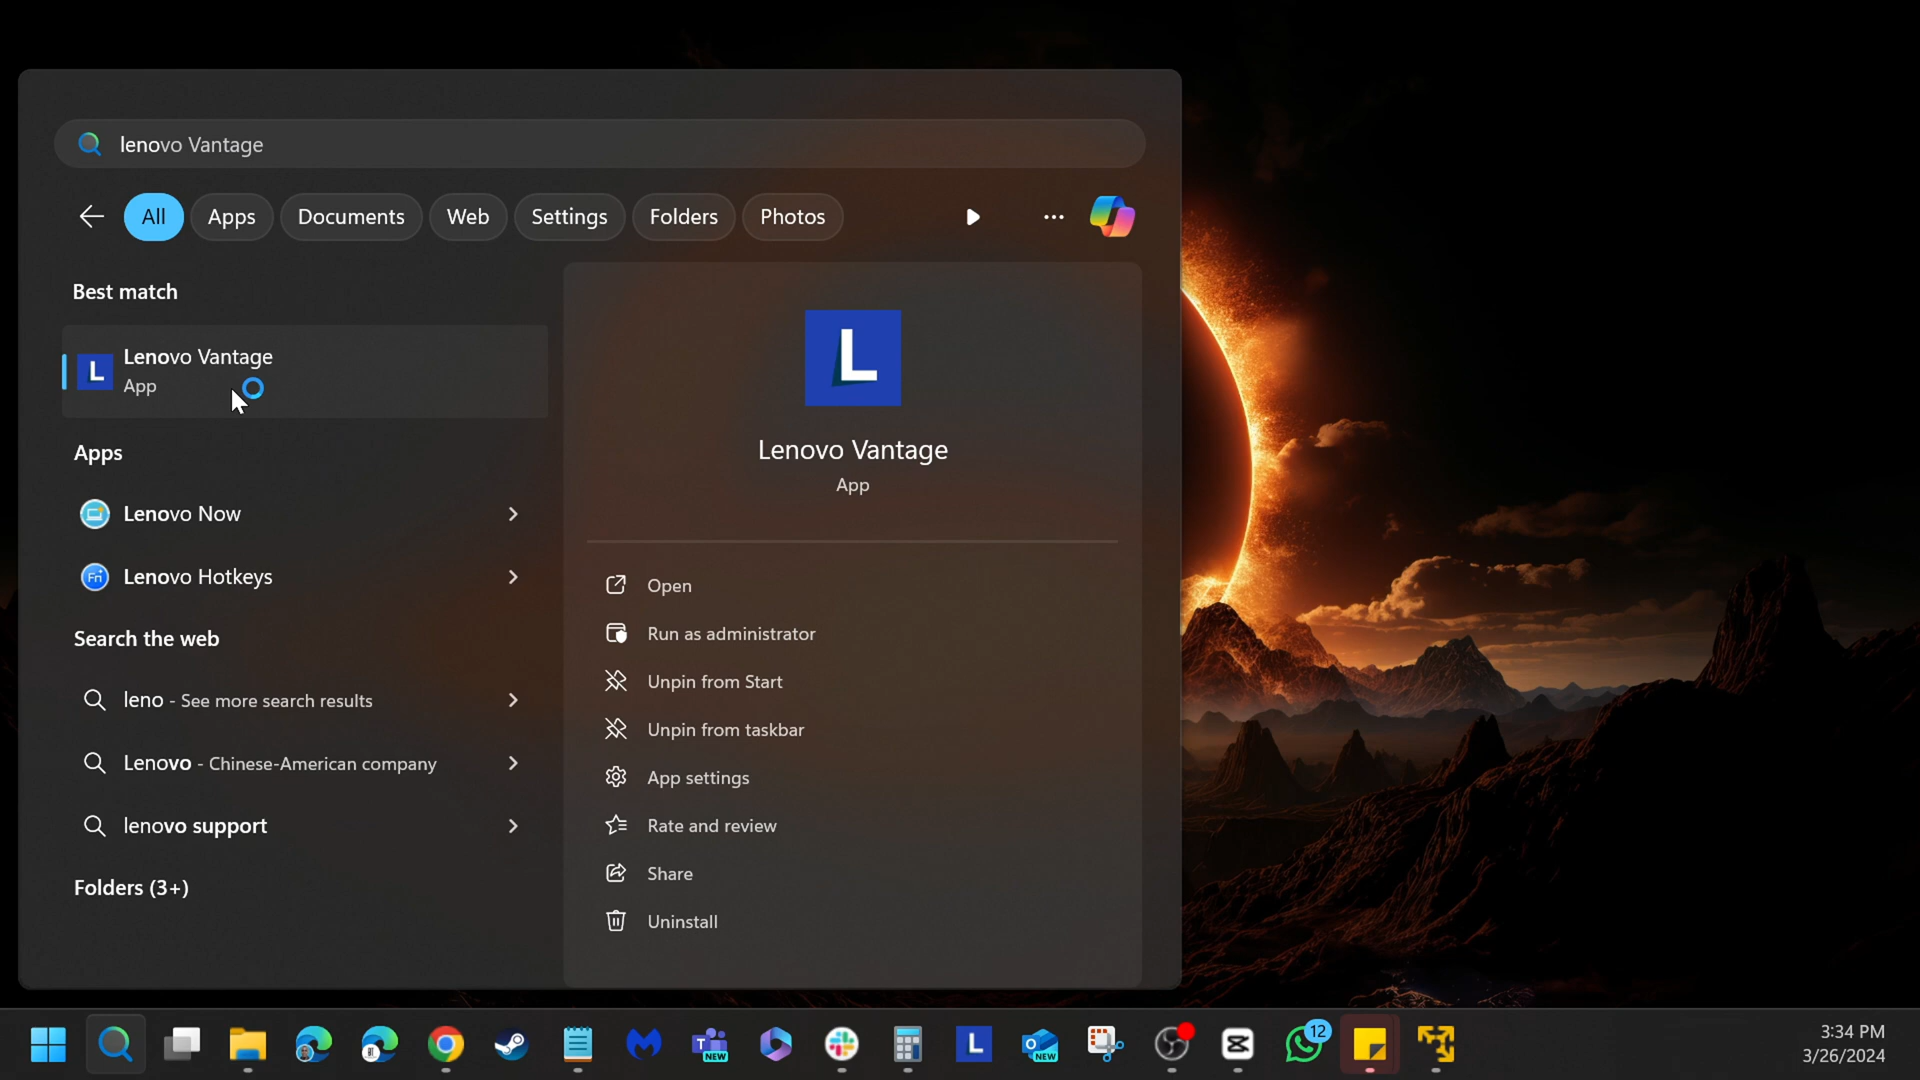 lenovo Vantage
All
Apps
Documents
Web
Settings
Folders
Photos
Best match
Lenovo Vantage
App
Apps
Lenovo Now
Lenovo Hotkeys
Search the web
leno - See more search results
Lenovo - Chinese-American company
lenovo support
Folders (3+)
L
L
Fn
Lenovo Vantage
App
Open
Run as administrator
Unpin from Start
Unpin from taskbar
App settings
Rate and review
Share
Uninstall
NEW
L
NEW
12
3:34 PM
3/26/2024